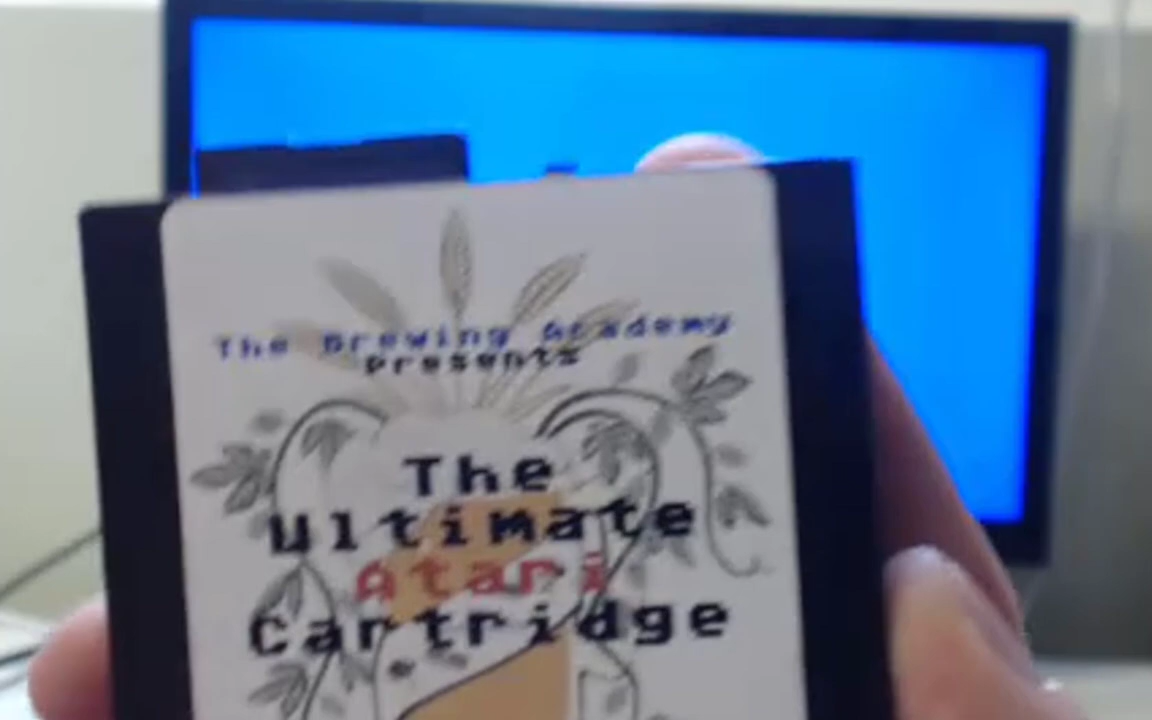 The Brewing Academy
Presents
The
Ultimate
Atari
Cartridge